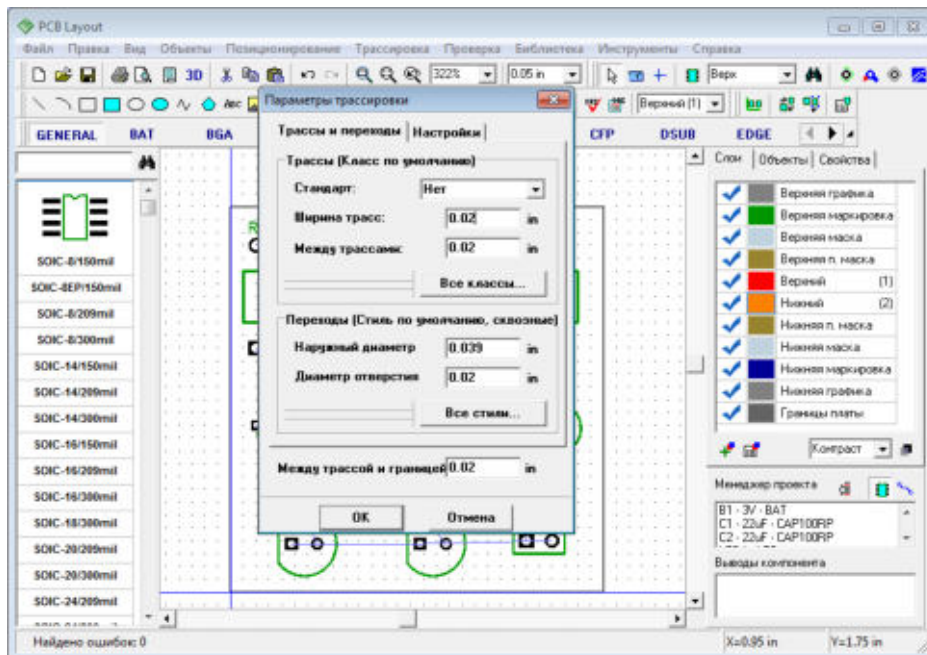 PCB Layout
Файл Правка Вид Объекты Позиционирование Трассировка Проверка Библиотека Инструменты Справка
3D 322% 0.05 in Верх
Abc Верхний (1)
GENERAL BAT BGA CFP DSUB EDGE
Параметры трассировки
Трассы и переходы Настройки
Трассы (Класс по умолчанию)
Стандарт: Нет
Ширина трасс: 0.02 in
Между трассами: 0.02 in
Все классы...
Переходы (Стиль по умолчанию, сквозные)
Наружный диаметр 0.039 in
Диаметр отверстия 0.02 in
Все стили...
Между трассой и границей 0.02 in
OK Отмена
SOIC-8/150mil
SOIC-8EP/150mil
SOIC-8/209mil
SOIC-8/300mil
SOIC-14/150mil
SOIC-14/209mil
SOIC-14/300mil
SOIC-16/150mil
SOIC-16/209mil
SOIC-16/300mil
SOIC-18/300mil
SOIC-20/209mil
SOIC-20/300mil
SOIC-24/209mil
Слои Объекты Свойства
Верхняя графика
Верхняя маркировка
Верхняя маска
Верхняя п. маска
Верхний (1)
Нижний (2)
Нижняя п. маска
Нижняя маска
Нижняя маркировка
Нижняя графика
Границы платы
Контраст
Менеджер проекта
B1 - 3V - BAT
C1 - 22uF - CAP100RP
C2 - 22uF - CAP100RP
Выводы компонента
Найдено ошибок: 0
X=0.95 in Y=1.75 in